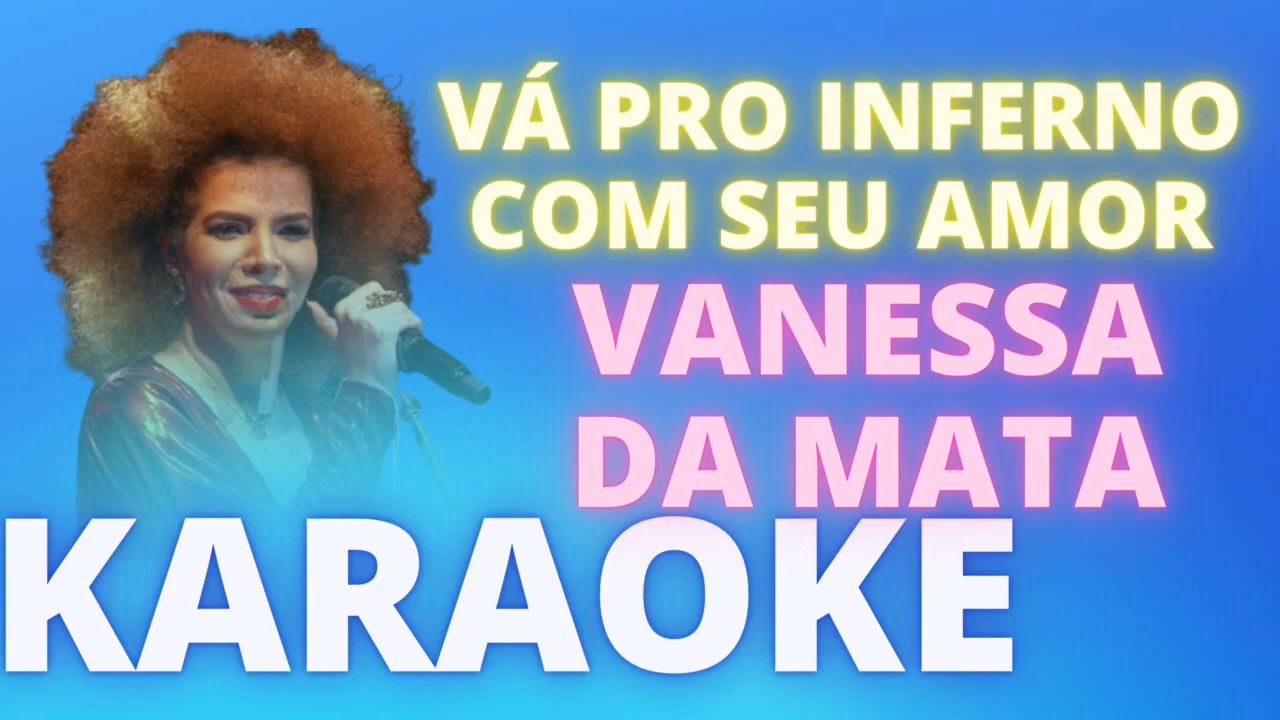 VÁ PRO INFERNO
COM SEU AMOR
VANESSA
DA MATA
KARAOKE